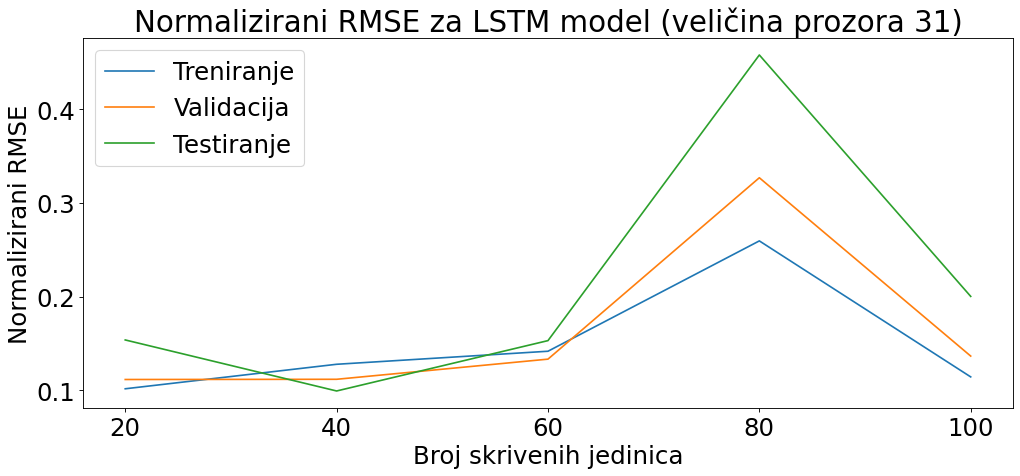 Normalizirani RMSE za LSTM model (veličina prozora 31)
Treniranje
Validacija
Testiranje
Normalizirani RMSE
0.4
0.3
0.2
0.1
20 40 60 80 100
Broj skrivenih jedinica